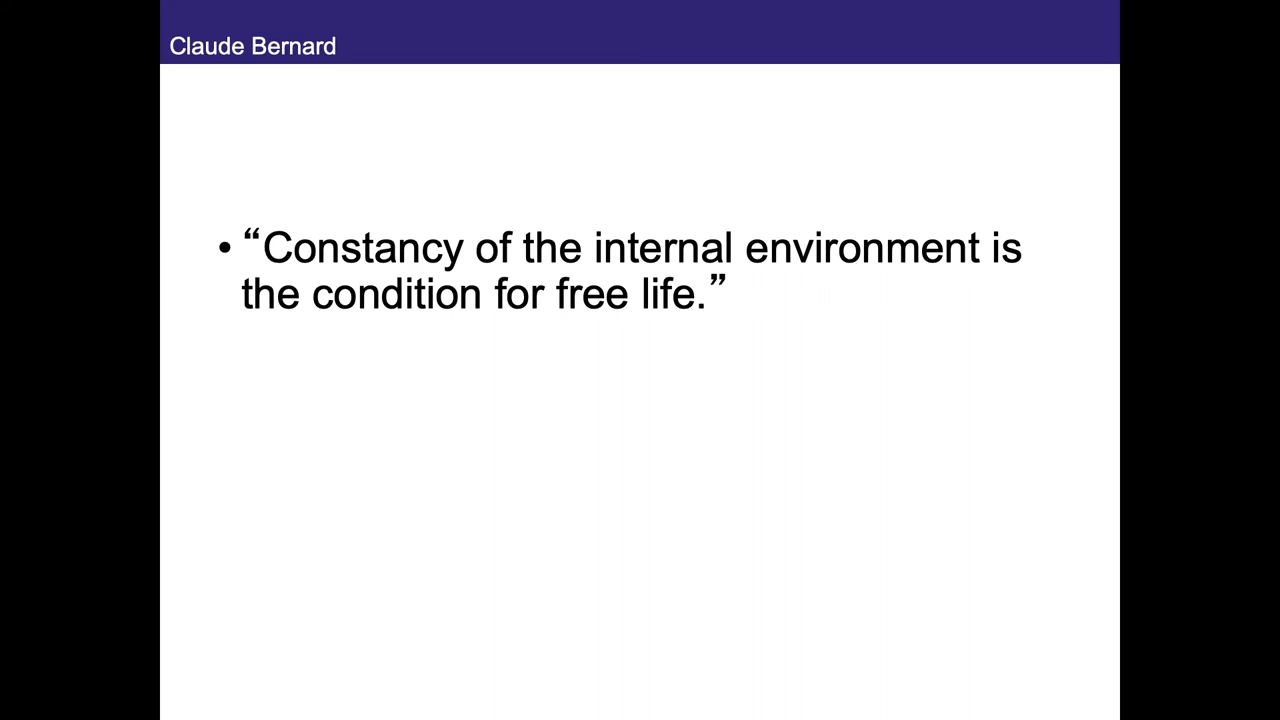 Claude Bernard
• “Constancy of the internal environment is
the condition for free life.”